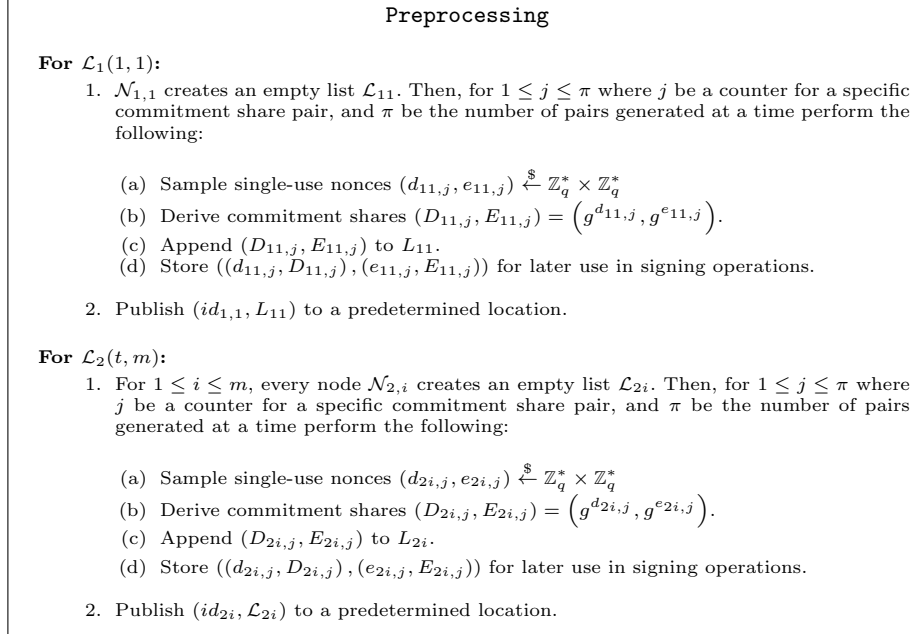 Preprocessing
For 𝓛₁(1, 1):
1. 𝒩₁,₁ creates an empty list 𝓛₁₁. Then, for 1 ≤ j ≤ π where j be a counter for a specific
commitment share pair, and π be the number of pairs generated at a time perform the
following:
(a) Sample single-use nonces (d₁₁,ⱼ, e₁₁,ⱼ) $← ℤ*_q × ℤ*_q
(b) Derive commitment shares (D₁₁,ⱼ, E₁₁,ⱼ) = (g^{d₁₁,ⱼ}, g^{e₁₁,ⱼ}).
(c) Append (D₁₁,ⱼ, E₁₁,ⱼ) to L₁₁.
(d) Store ((d₁₁,ⱼ, D₁₁,ⱼ) , (e₁₁,ⱼ, E₁₁,ⱼ)) for later use in signing operations.
2. Publish (id₁,₁, L₁₁) to a predetermined location.
For 𝓛₂(t, m):
1. For 1 ≤ i ≤ m, every node 𝒩₂,ᵢ creates an empty list 𝓛₂ᵢ. Then, for 1 ≤ j ≤ π where
j be a counter for a specific commitment share pair, and π be the number of pairs
generated at a time perform the following:
(a) Sample single-use nonces (d₂ᵢ,ⱼ, e₂ᵢ,ⱼ) $← ℤ*_q × ℤ*_q
(b) Derive commitment shares (D₂ᵢ,ⱼ, E₂ᵢ,ⱼ) = (g^{d₂ᵢ,ⱼ}, g^{e₂ᵢ,ⱼ}).
(c) Append (D₂ᵢ,ⱼ, E₂ᵢ,ⱼ) to L₂ᵢ.
(d) Store ((d₂ᵢ,ⱼ, D₂ᵢ,ⱼ) , (e₂ᵢ,ⱼ, E₂ᵢ,ⱼ)) for later use in signing operations.
2. Publish (id₂ᵢ, 𝓛₂ᵢ) to a predetermined location.